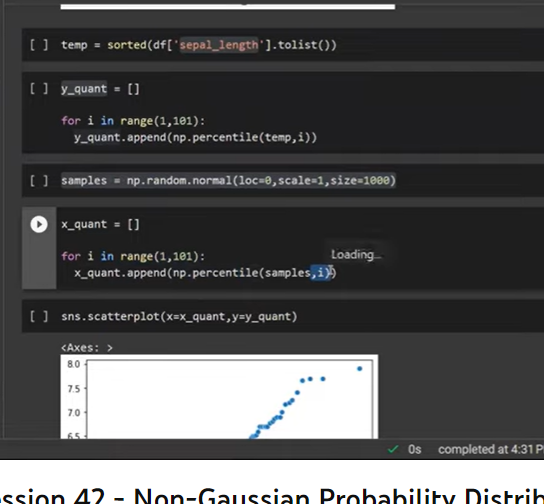 [ ] temp = sorted(df['sepal_length'].tolist())
[ ] y_quant = []
for i in range(1,101):
y_quant.append(np.percentile(temp,i))
[ ] samples = np.random.normal(loc=0,scale=1,size=1000)
x_quant = []
for i in range(1,101):
Loading...
x_quant.append(np.percentile(samples,i))
[ ] sns.scatterplot(x=x_quant,y=y_quant)
<Axes: >
8.0
7.5
7.0
6.5
0s completed at 4:31 P
ession 42 - Non-Gaussian Probability Distrib